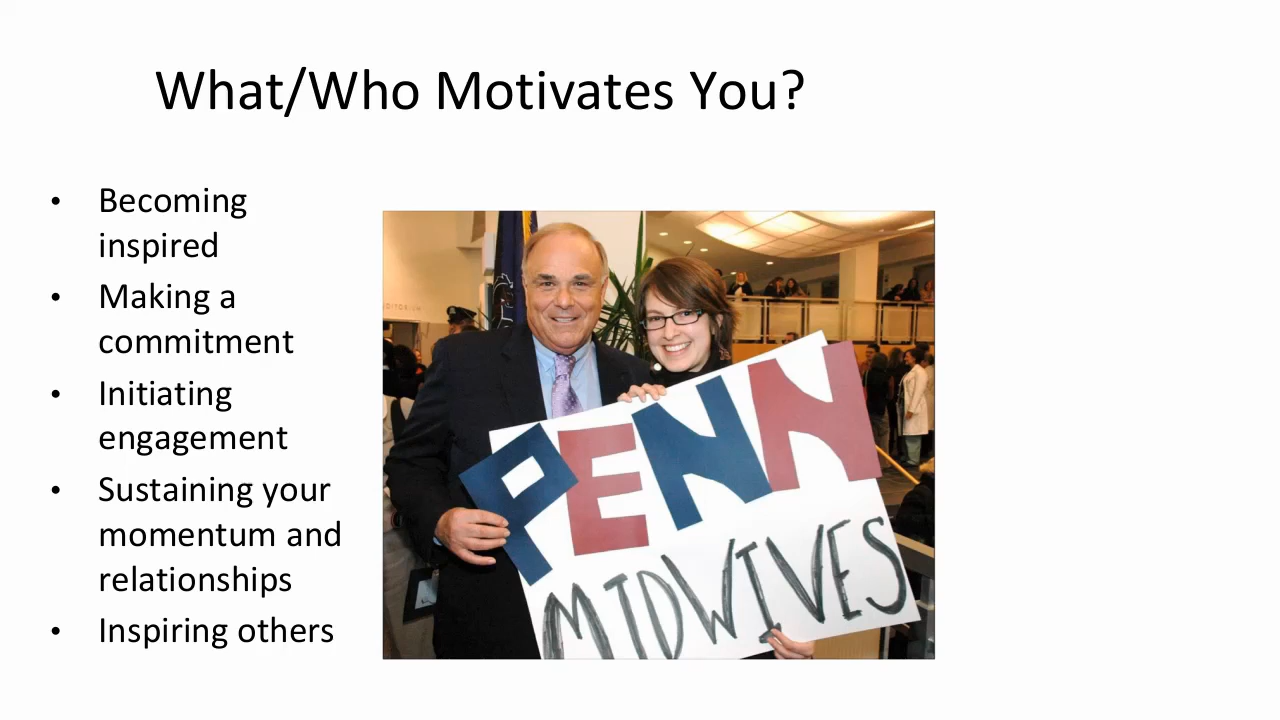 What/Who Motivates You?
• Becoming
inspired
• Making a
commitment
• Initiating
engagement
• Sustaining your
momentum and
relationships
• Inspiring others
PENN
MIDWIVES